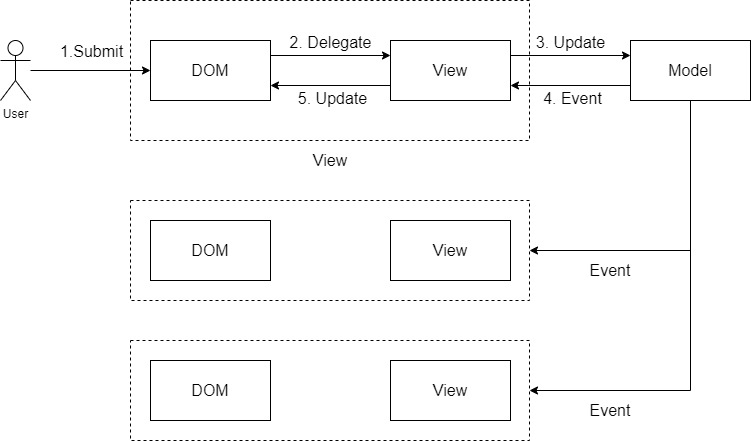 1.Submit
2. Delegate
3. Update
DOM
View
Model
5. Update
4. Event
User
View
DOM
View
Event
DOM
View
Event